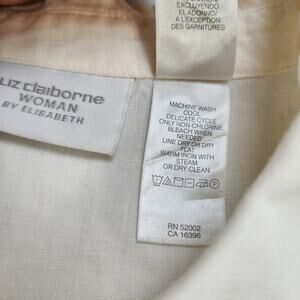 EXCLUYENDO
EL ADORNO/
A L'EXCEPTION
DES GARNITURES
LIZ claiborne
WOMAN
BY ELISABETH
MACHINE WASH
COOL
DELICATE CYCLE
ONLY NON-CHLORINE
BLEACH WHEN
NEEDED
LINE DRY OR DRY
FLAT
WARM IRON WITH
STEAM
OR DRY CLEAN
RN 52002
CA 16396